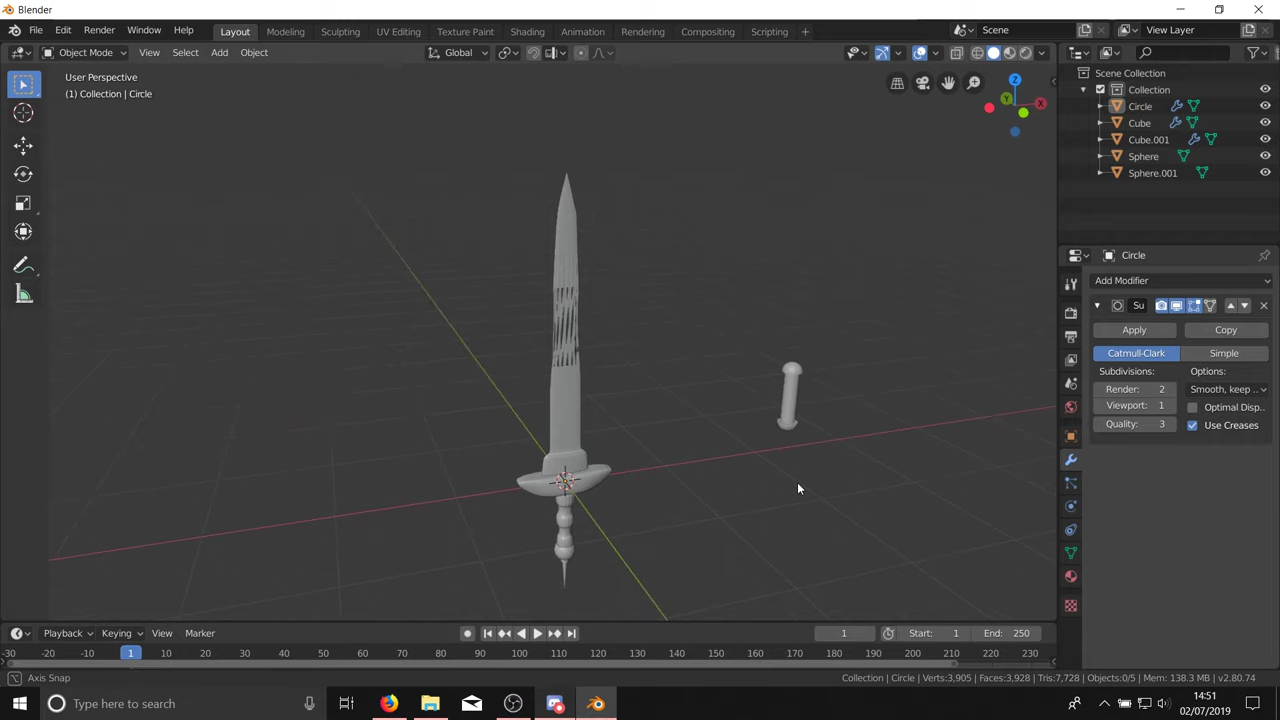 Blender
File Edit Render Window Help Layout Modeling Sculpting UV Editing Texture Paint Shading Animation Rendering Compositing Scripting + Scene View Layer
Object Mode View Select Add Object Global
User Perspective
(1) Collection | Circle
Z
Y
X
Scene Collection
Collection
Circle
Cube
Cube.001
Sphere
Sphere.001
Circle
Add Modifier
Su
Apply Copy
Catmull-Clark Simple
Subdivisions: Options:
Render: 2 Smooth, keep ..
Viewport: 1 Optimal Disp..
Quality: 3 Use Creases
Playback Keying View Marker 1 Start: 1 End: 250
-30 -20 -10 1 10 20 30 40 50 60 70 80 90 100 110 120 130 140 150 160 170 180 190 200 210 220 230
Axis Snap Collection | Circle | Verts:3,905 | Faces:3,928 | Tris:7,728 | Objects:0/5 | Mem: 138.3 MB | v2.80.74
Type here to search
14:51
02/07/2019